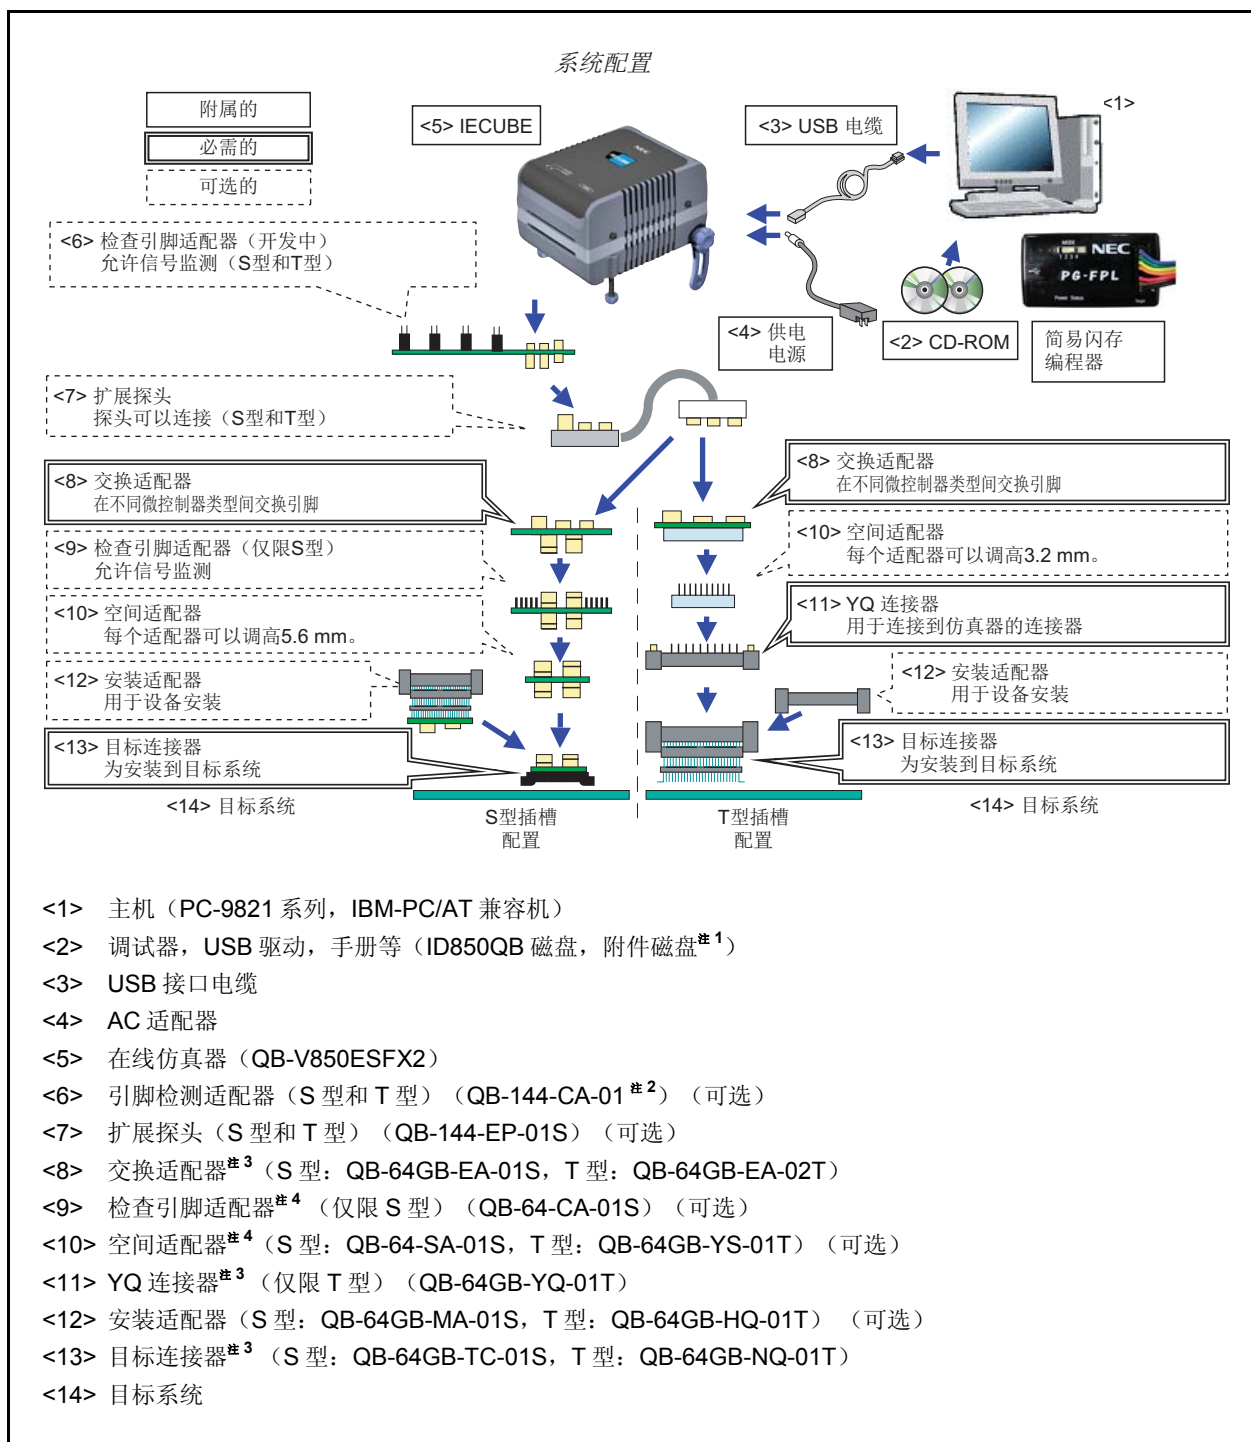 系统配置
附属的
必需的
可选的
<5> IECUBE
<3> USB 电缆
<1>
NEC
<6> 检查引脚适配器（开发中）
允许信号监测（S型和T型）
MODE
1 2 3 4
NEC
PG-FPL
Power Status
Target
<4> 供电
电源
<2> CD-ROM
简易闪存
编程器
<7> 扩展探头
探头可以连接（S型和T型）
<8> 交换适配器
在不同微控制器类型间交换引脚
<8> 交换适配器
在不同微控制器类型间交换引脚
<9> 检查引脚适配器（仅限S型）
允许信号监测
<10> 空间适配器
每个适配器可以调高3.2 mm。
<10> 空间适配器
每个适配器可以调高5.6 mm。
<11> YQ 连接器
用于连接到仿真器的连接器
<12> 安装适配器
用于设备安装
<12> 安装适配器
用于设备安装
<13> 目标连接器
为安装到目标系统
<13> 目标连接器
为安装到目标系统
<14> 目标系统
S型插槽
配置
T型插槽
配置
<14> 目标系统
<1> 主机（PC-9821 系列，IBM-PC/AT 兼容机）
<2> 调试器，USB 驱动，手册等（ID850QB 磁盘，附件磁盘注 1）
<3> USB 接口电缆
<4> AC 适配器
<5> 在线仿真器（QB-V850ESFX2）
<6> 引脚检测适配器（S 型和 T 型）（QB-144-CA-01 注 2）（可选）
<7> 扩展探头（S 型和 T 型）（QB-144-EP-01S）（可选）
<8> 交换适配器注 3（S 型：QB-64GB-EA-01S，T 型：QB-64GB-EA-02T）
<9> 检查引脚适配器注 4（仅限 S 型）（QB-64-CA-01S）（可选）
<10> 空间适配器注 4（S 型：QB-64-SA-01S，T 型：QB-64GB-YS-01T）（可选）
<11> YQ 连接器注 3（仅限 T 型）（QB-64GB-YQ-01T）
<12> 安装适配器（S 型：QB-64GB-MA-01S，T 型：QB-64GB-HQ-01T）（可选）
<13> 目标连接器注 3（S 型：QB-64GB-TC-01S，T 型：QB-64GB-NQ-01T）
<14> 目标系统